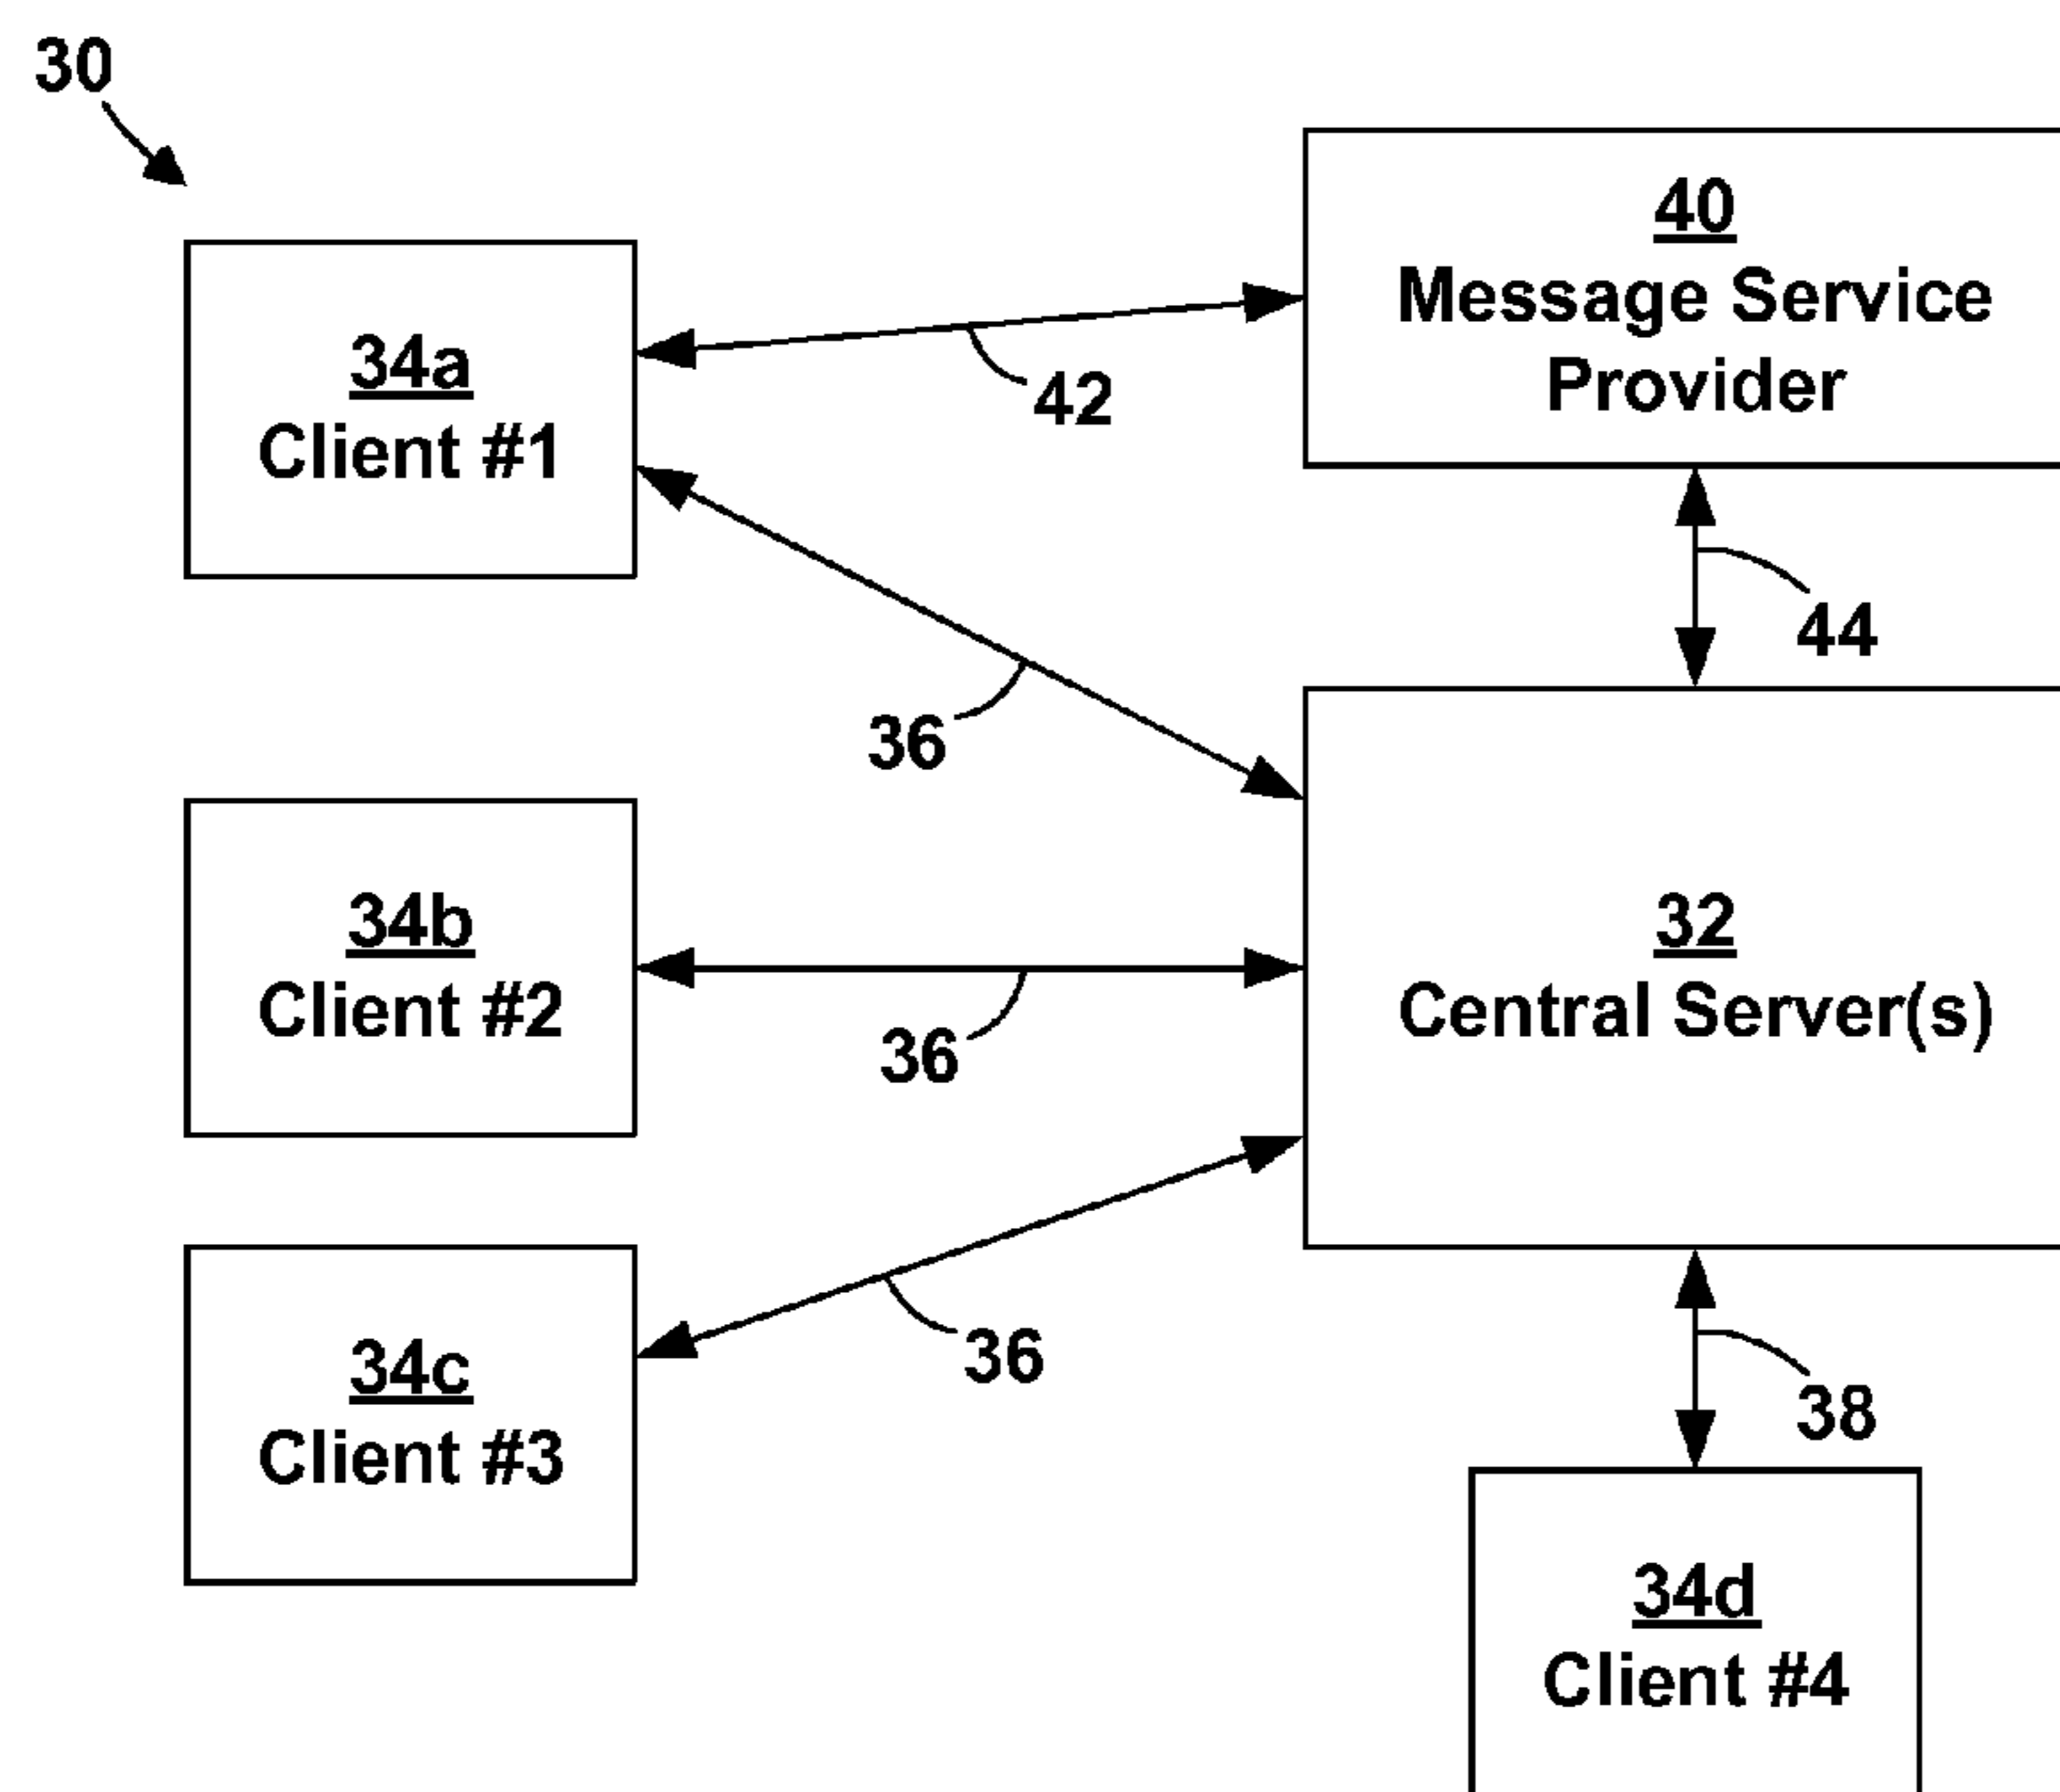 30
40
Message Service
Provider
34a
Client #1
42
44
36
34b
Client #2
32
Central Server(s)
36
34c
Client #3
36
38
34d
Client #4